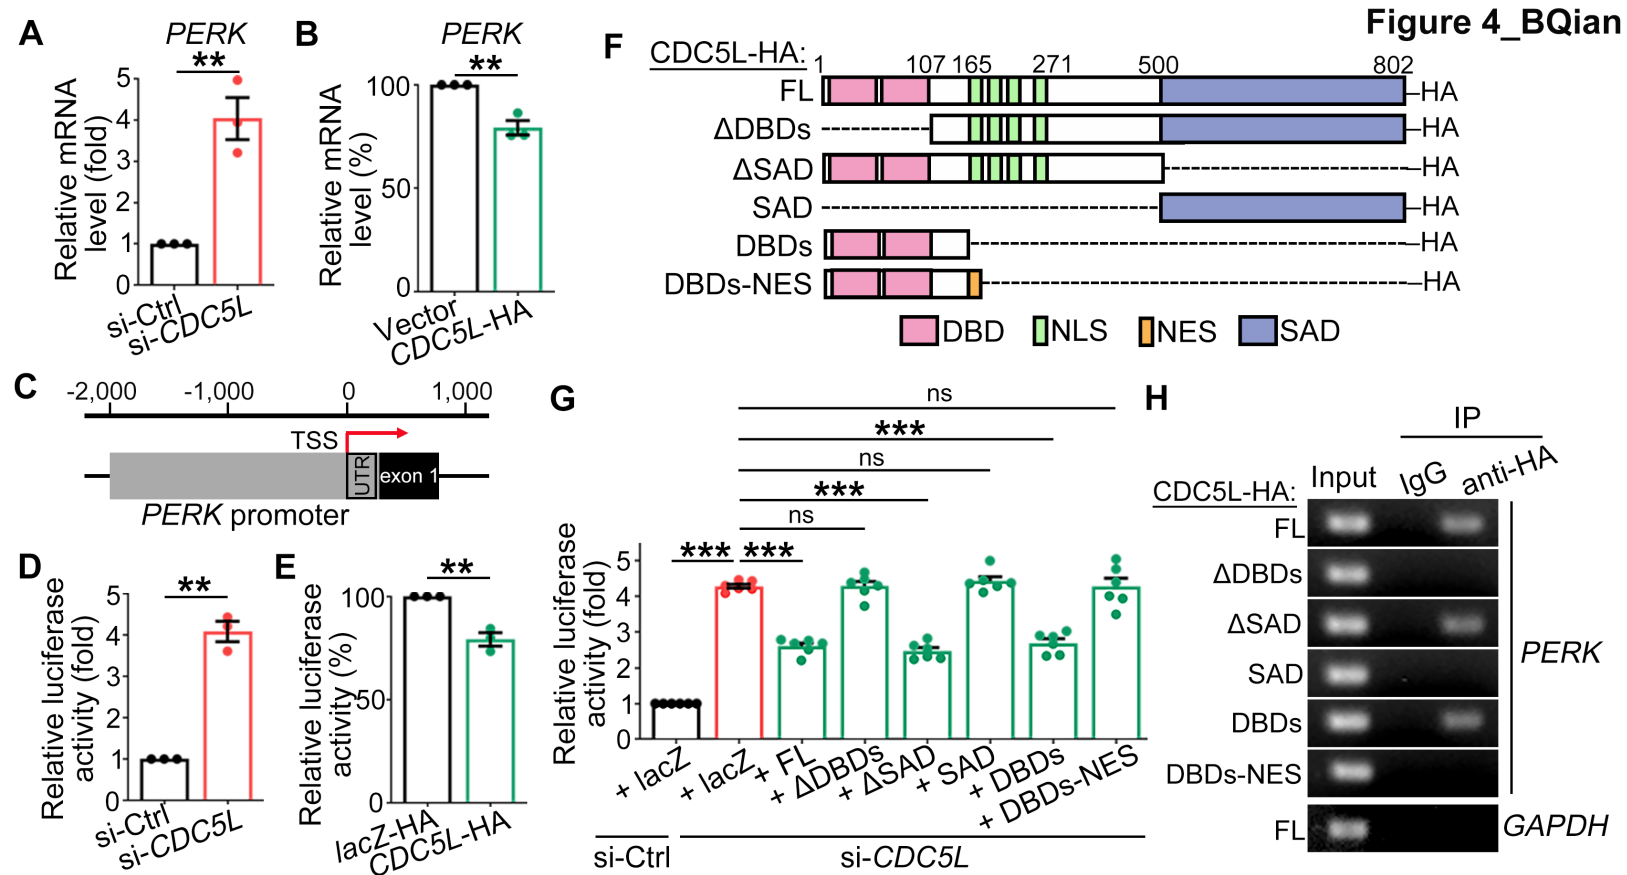 Figure 4_BQian
A
PERK
**
Relative mRNA
level (fold)
5
4
3
2
1
0
si-Ctrl
si-CDC5L
B
PERK
**
Relative mRNA
level (%)
100
50
0
Vector
CDC5L-HA
C
-2,000 -1,000 0 1,000
TSS
UTR
exon 1
PERK promoter
D
**
Relative luciferase
activity (fold)
5
4
3
2
1
0
si-Ctrl
si-CDC5L
E
**
Relative luciferase
activity (%)
100
50
0
lacZ-HA
CDC5L-HA
F
CDC5L-HA:
1 107 165 271 500 802
FL -HA
ΔDBDs -HA
ΔSAD -HA
SAD -HA
DBDs -HA
DBDs-NES -HA
DBD NLS NES SAD
G
ns
***
ns
***
ns
*** ***
Relative luciferase
activity (fold)
5
4
3
2
1
0
+ lacZ
+ lacZ
+ FL
+ ΔDBDs
+ ΔSAD
+ SAD
+ DBDs
+ DBDs-NES
si-Ctrl
si-CDC5L
H
IP
Input IgG anti-HA
CDC5L-HA:
FL
ΔDBDs
ΔSAD
SAD
DBDs
DBDs-NES
PERK
FL
GAPDH